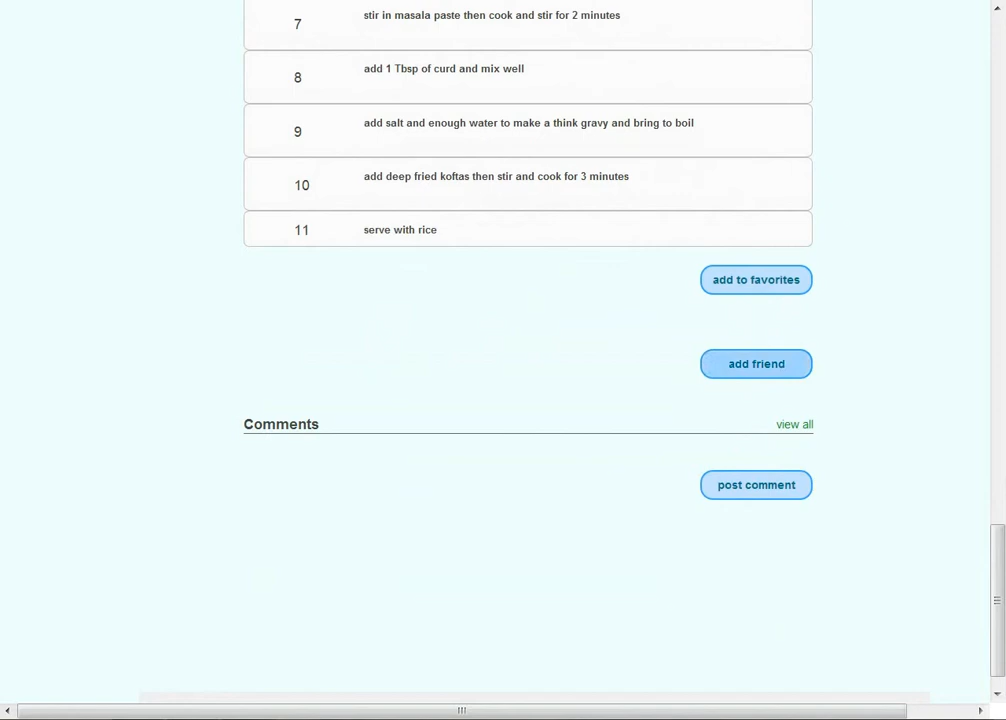 7 stir in masala paste then cook and stir for 2 minutes
8 add 1 Tbsp of curd and mix well
9 add salt and enough water to make a think gravy and bring to boil
10 add deep fried koftas then stir and cook for 3 minutes
11 serve with rice
add to favorites
add friend
Comments view all
post comment